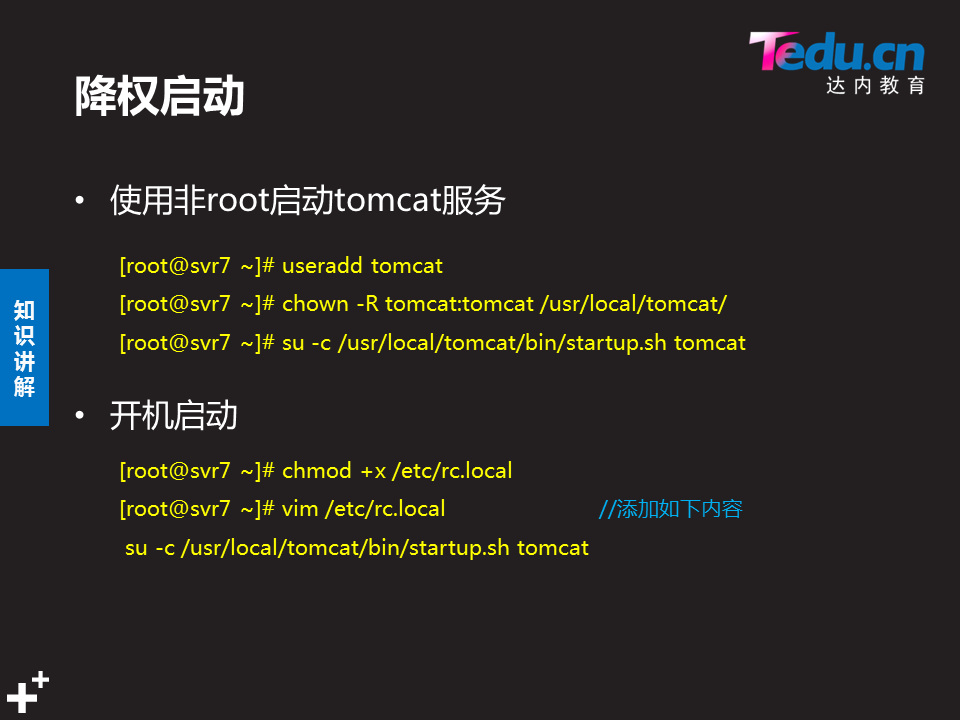 Tedu.cn
达内教育
降权启动
• 使用非root启动tomcat服务
[root@svr7 ~]# useradd tomcat
[root@svr7 ~]# chown -R tomcat:tomcat /usr/local/tomcat/
[root@svr7 ~]# su -c /usr/local/tomcat/bin/startup.sh tomcat
知识讲解
• 开机启动
[root@svr7 ~]# chmod +x /etc/rc.local
[root@svr7 ~]# vim /etc/rc.local //添加如下内容
su -c /usr/local/tomcat/bin/startup.sh tomcat